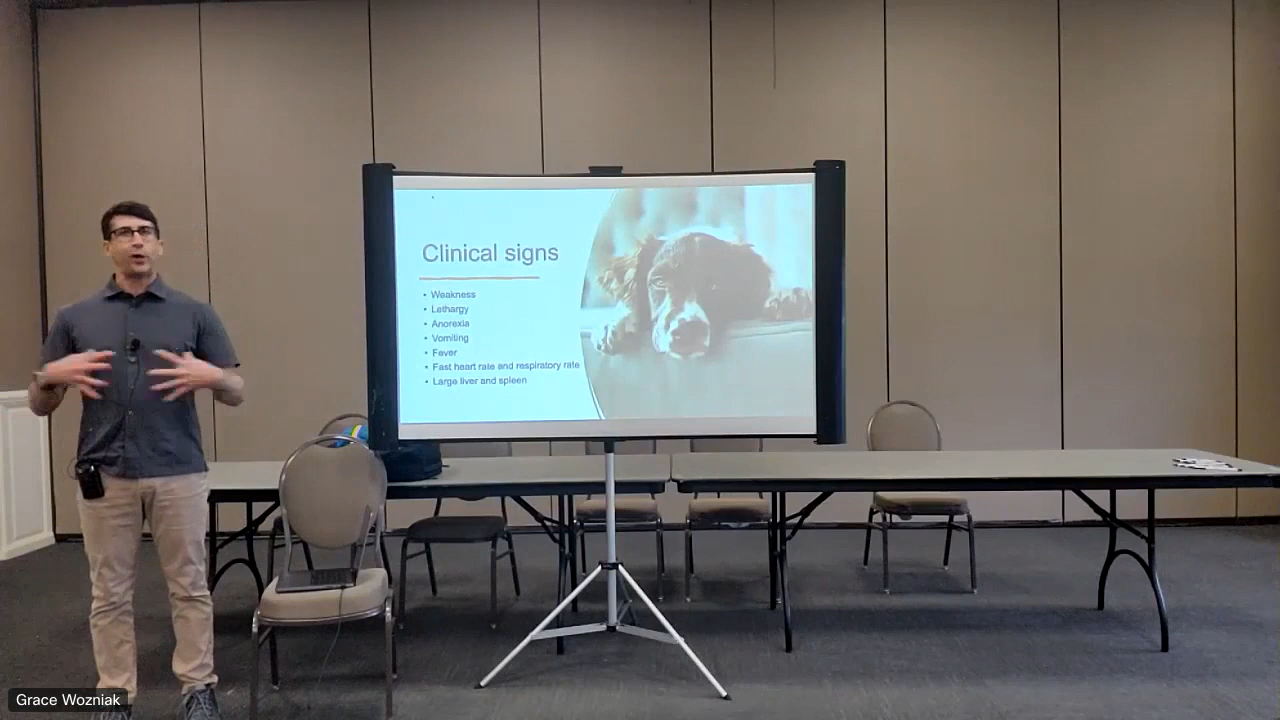 Clinical signs
• Weakness
• Lethargy
• Anorexia
• Vomiting
• Fever
• Fast heart rate and respiratory rate
• Large liver and spleen
Grace Wozniak